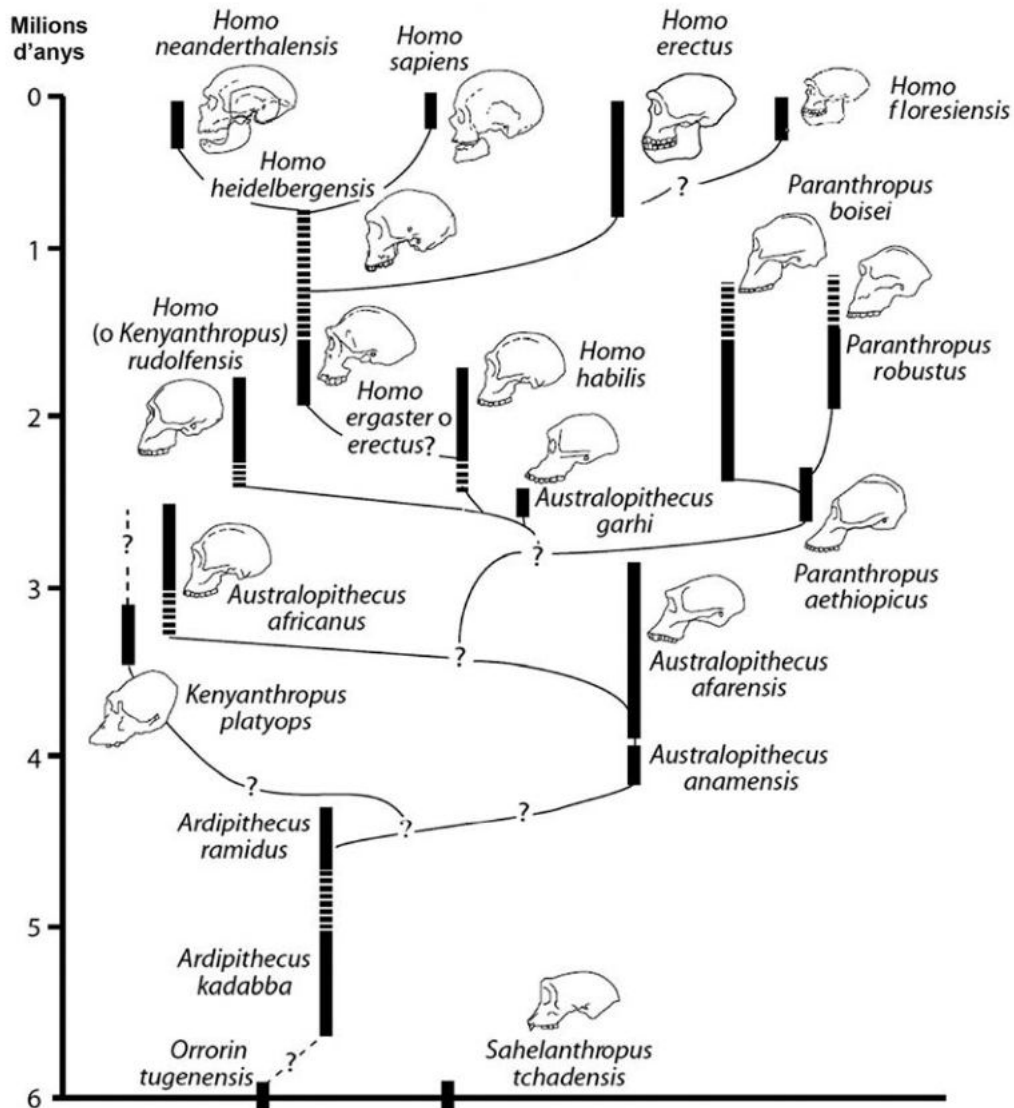 Milions
d'anys
Homo
neanderthalensis
Homo
sapiens
Homo
erectus
Homo
floresiensis
0
Homo
heidelbergensis
?
Paranthropus
boisei
1
Homo
(o Kenyanthropus)
rudolfensis
Homo
habilis
Paranthropus
robustus
Homo
ergaster o
erectus?
2
Australopithecus
garhi
?
?
Paranthropus
aethiopicus
3
Australopithecus
africanus
?
Australopithecus
afarensis
Kenyanthropus
platyops
4
Australopithecus
anamensis
?
?
?
Ardipithecus
ramidus
5
Ardipithecus
kadabba
Orrorin
tugenensis
?
Sahelanthropus
tchadensis
6